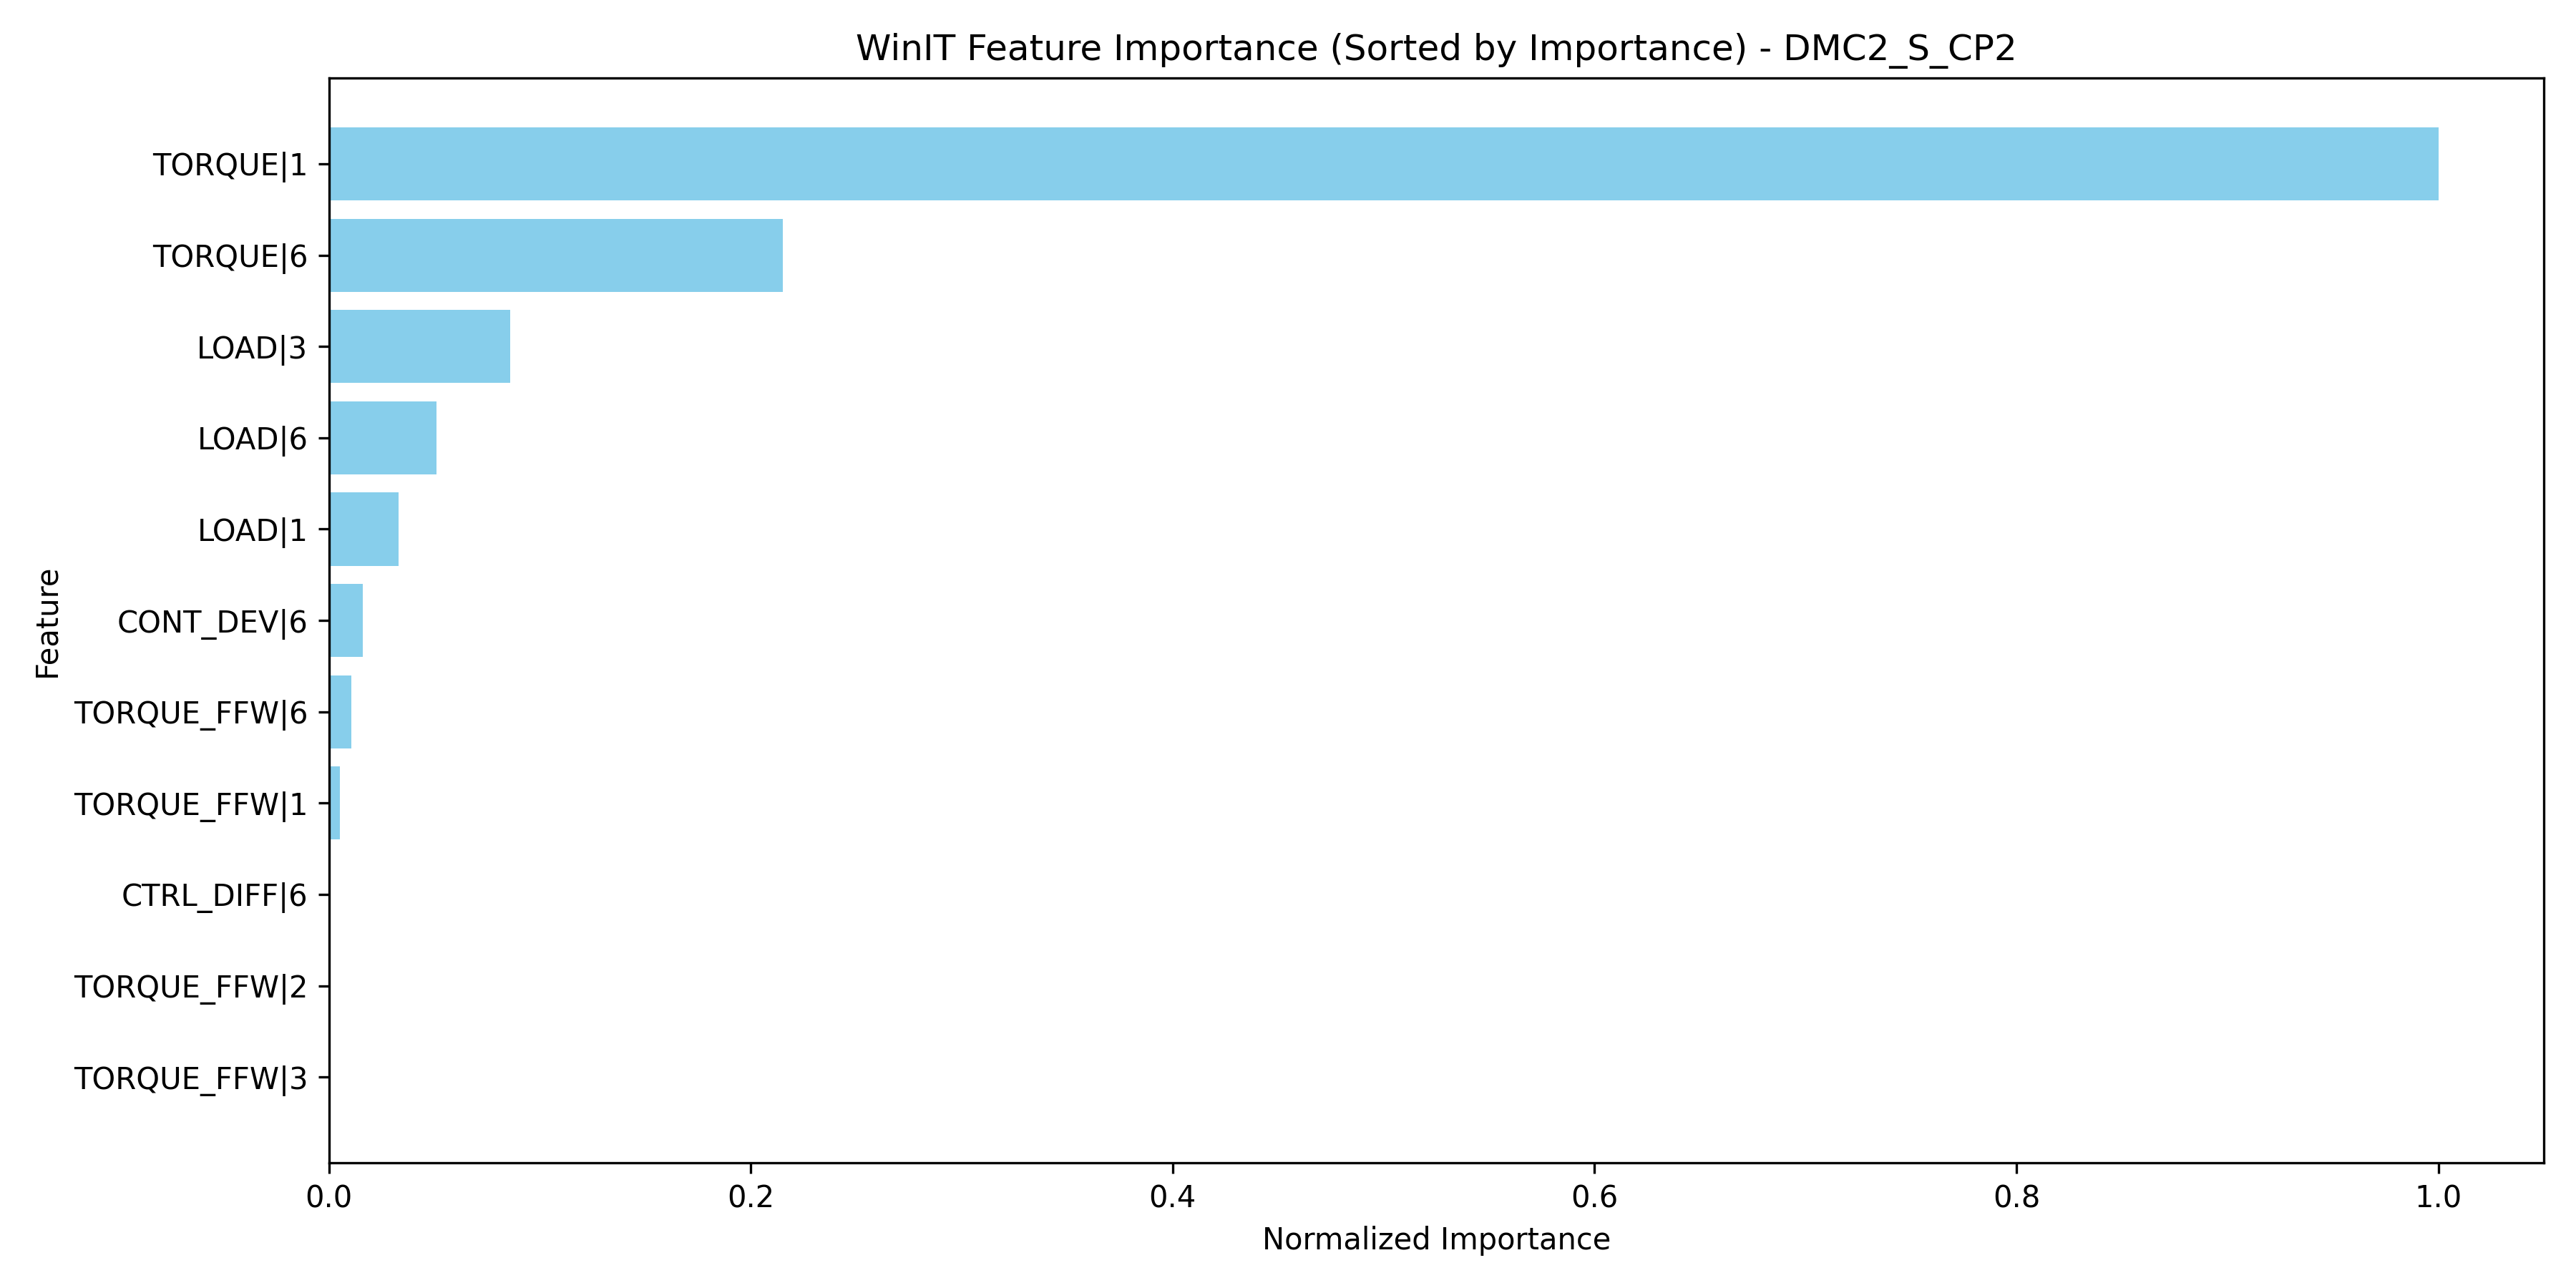 WinIT Feature Importance (Sorted by Importance) - DMC2_S_CP2
TORQUE|1
TORQUE|6
LOAD|3
LOAD|6
LOAD|1
CONT_DEV|6
TORQUE_FFW|6
TORQUE_FFW|1
CTRL_DIFF|6
TORQUE_FFW|2
TORQUE_FFW|3
Feature
0.0 0.2 0.4 0.6 0.8 1.0
Normalized Importance